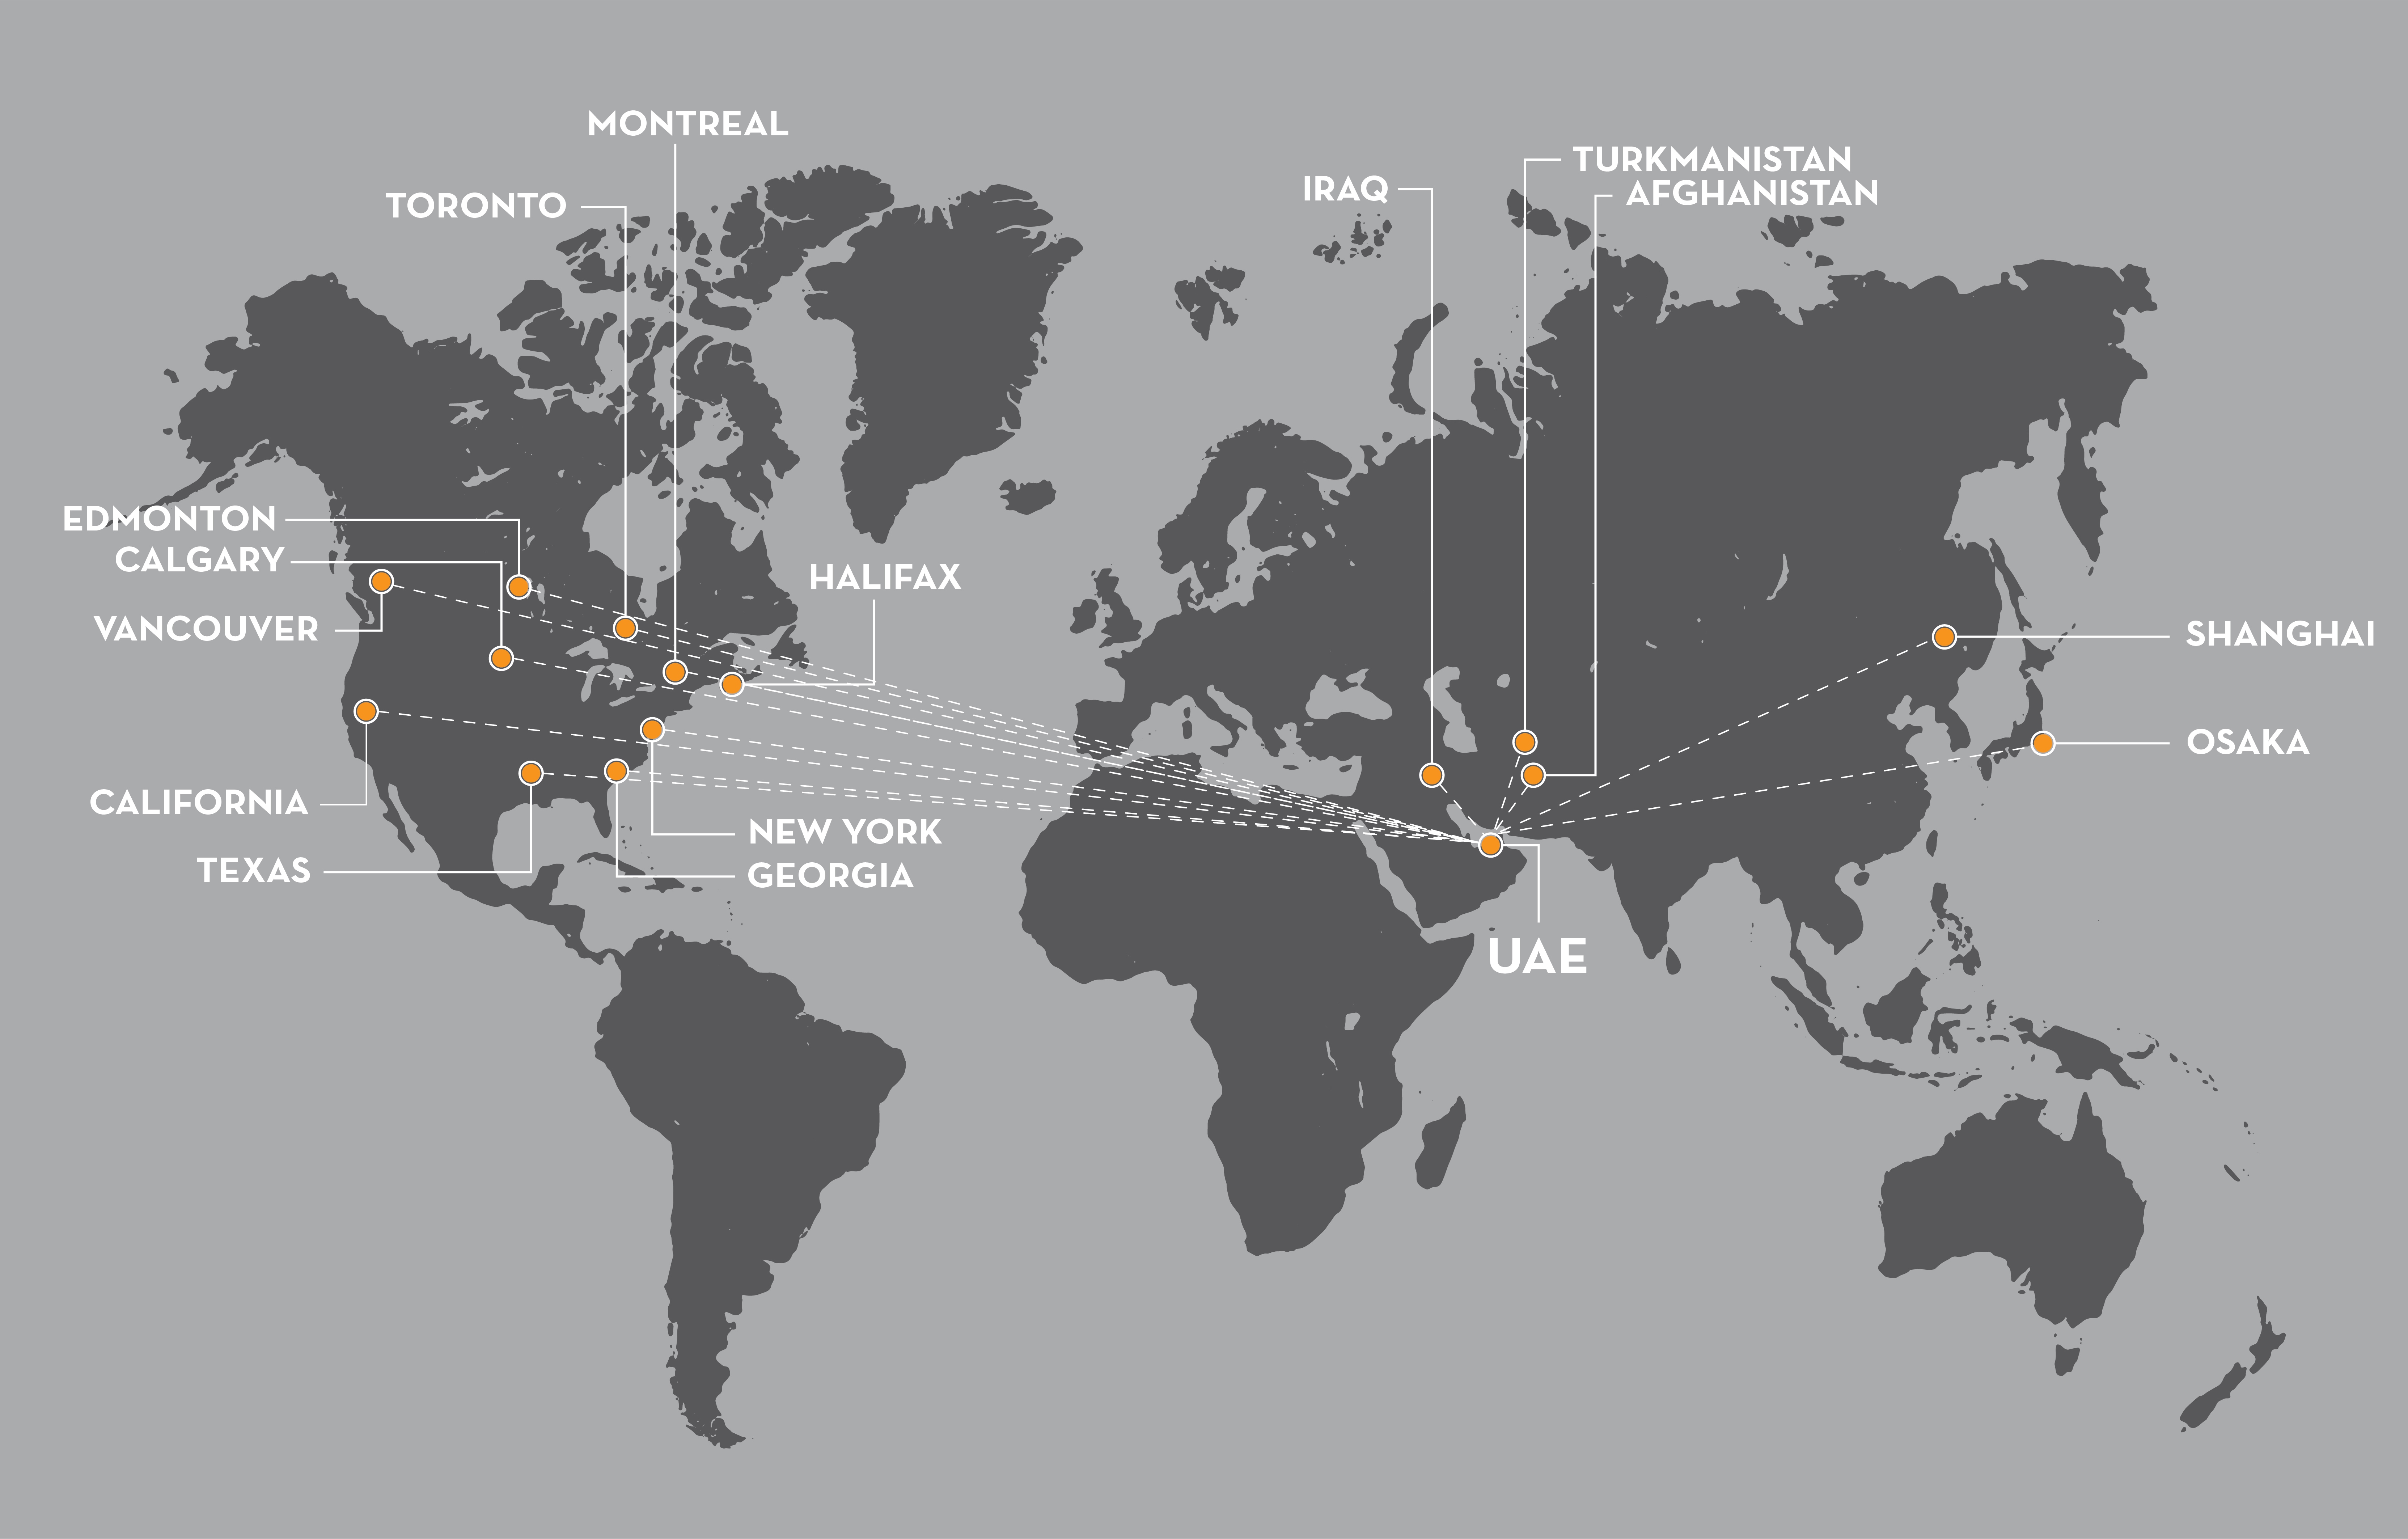 MONTREAL
TORONTO
TURKMANISTAN
IRAQ
AFGHANISTAN
EDMONTON
CALGARY
HALIFAX
VANCOUVER
SHANGHAI
OSAKA
CALIFORNIA
NEW YORK
TEXAS
GEORGIA
UAE